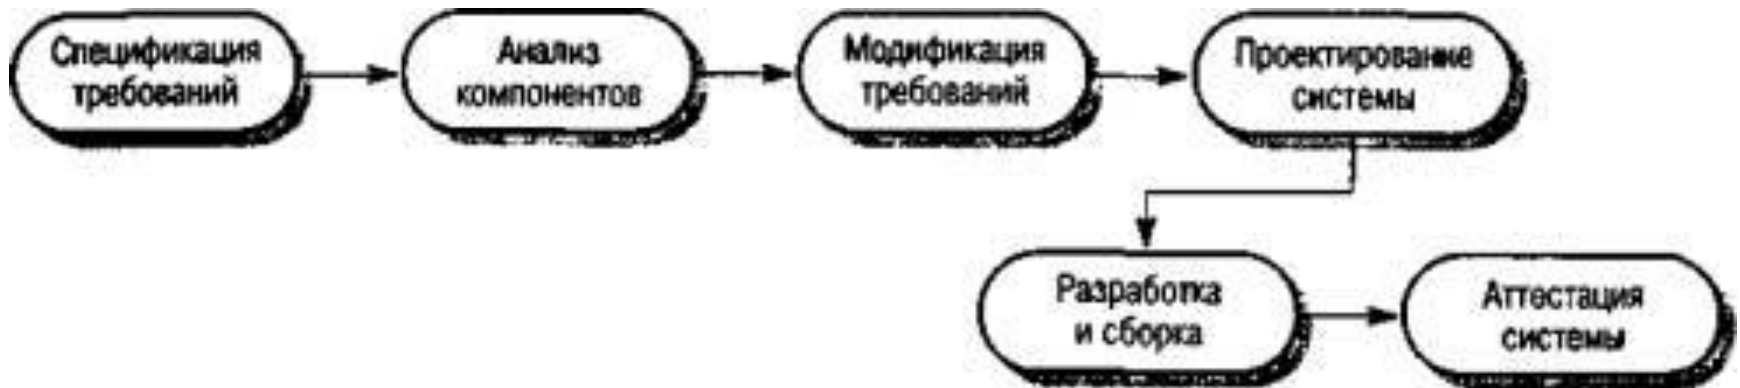 Спецификация
требований
Анализ
компонентов
Модификация
требований
Проектирование
системы
Разработка
и сборка
Аттестация
системы